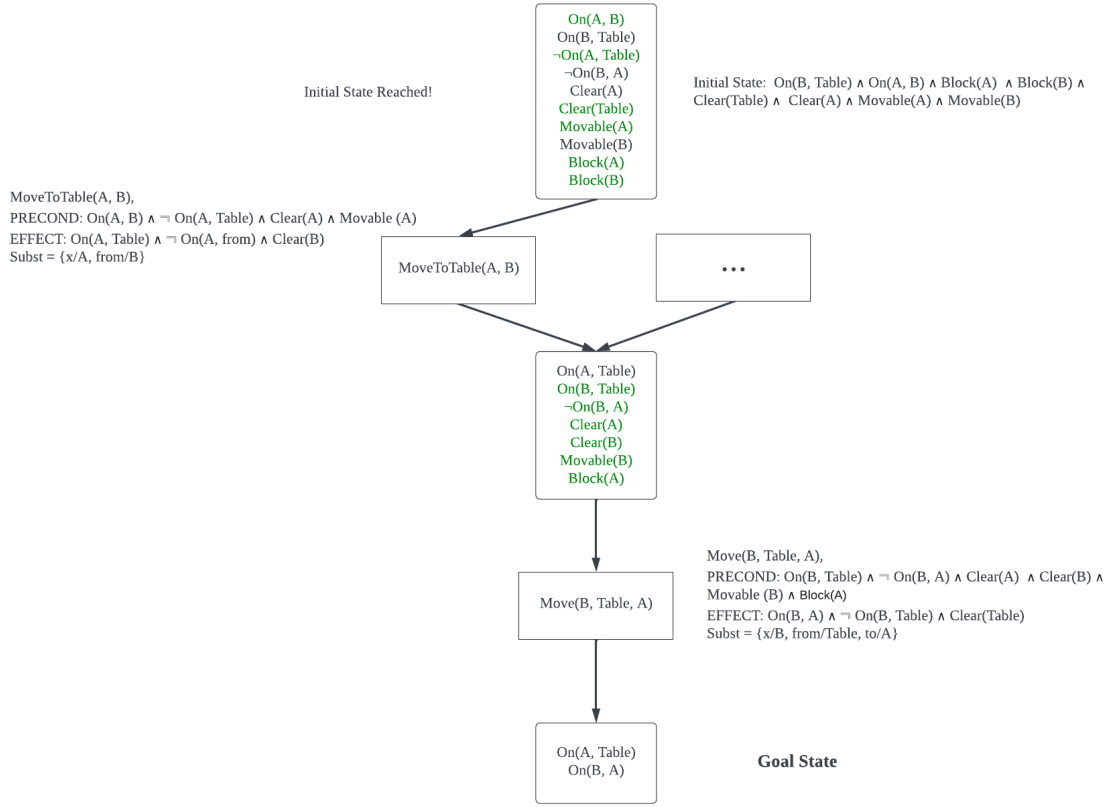 On(A, B)
On(B, Table)
¬On(A, Table)
¬On(B, A)
Clear(A)
Clear(Table)
Movable(A)
Movable(B)
Block(A)
Block(B)
Initial State Reached!
Initial State: On(B, Table) ∧ On(A, B) ∧ Block(A) ∧ Block(B) ∧
Clear(Table) ∧ Clear(A) ∧ Movable(A) ∧ Movable(B)
MoveToTable(A, B),
PRECOND: On(A, B) ∧ ¬ On(A, Table) ∧ Clear(A) ∧ Movable (A)
EFFECT: On(A, Table) ∧ ¬ On(A, from) ∧ Clear(B)
Subst = {x/A, from/B}
MoveToTable(A, B)
...
On(A, Table)
On(B, Table)
¬On(B, A)
Clear(A)
Clear(B)
Movable(B)
Block(A)
Move(B, Table, A),
PRECOND: On(B, Table) ∧ ¬ On(B, A) ∧ Clear(A) ∧ Clear(B) ∧
Movable (B) ∧ Block(A)
EFFECT: On(B, A) ∧ ¬ On(B, Table) ∧ Clear(Table)
Subst = {x/B, from/Table, to/A}
Move(B, Table, A)
On(A, Table)
On(B, A)
Goal State